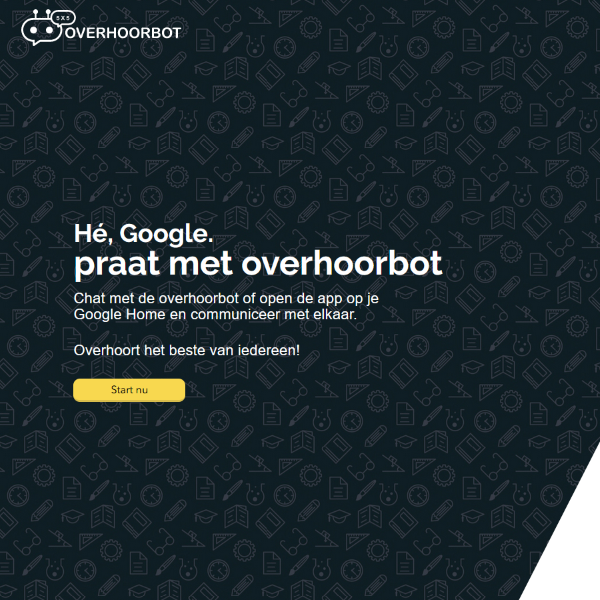 5X5
OVERHOORBOT
Hé, Google.
praat met overhoorbot
Chat met de overhoorbot of open de app op je
Google Home en communiceer met elkaar.
Overhoort het beste van iedereen!
Start nu